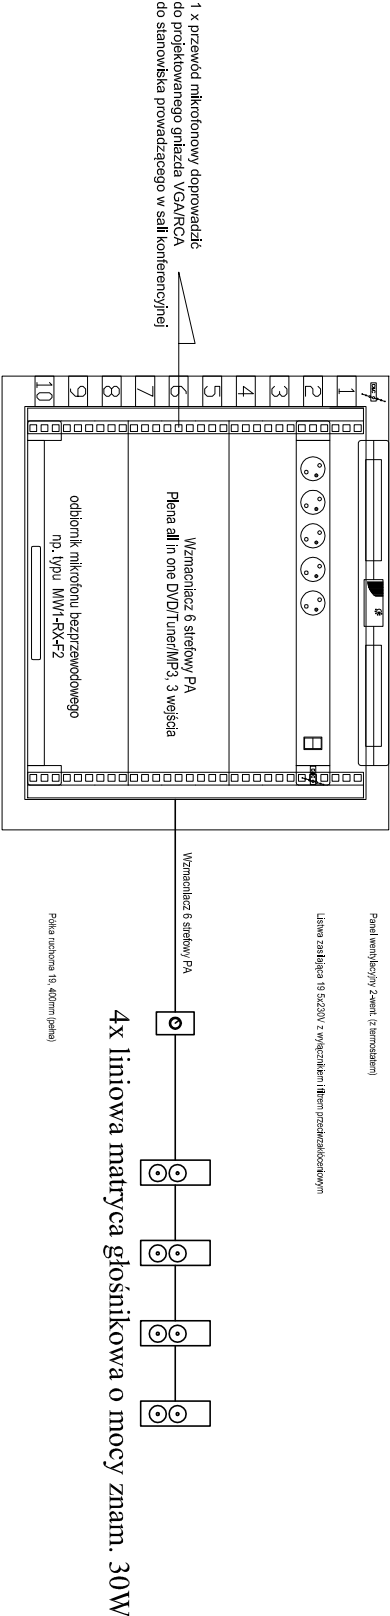 1 x przewód mikrofonowy doprowadzić
do projektowanego gniazda VGA/RCA
do stanowiska prowadzącego w sali konferencyjnej
1
2
3
4
5
6
7
8
9
10
Wzmacniacz 6 strefowy PA
Plena all in one DVD/Tuner/MP3, 3 wejścia
odbiornik mikrofonu bezprzewodowego
np. typu MW1-RX-F2
Panel wentylacyjny 2-went. (z termostatem)
Listwa zasilająca 19 5x230V z wyłącznikiem i filtrem przeciwzakłóceniowym
Wzmacniacz 6 strefowy PA
Półka ruchoma 19, 400mm (pełna)
4x liniowa matryca głośnikowa o mocy znam. 30W